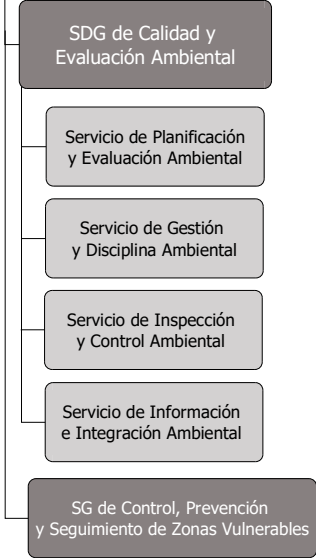 SDG de Calidad y
Evaluación Ambiental
Servicio de Planificación
y Evaluación Ambiental
Servicio de Gestión
y Disciplina Ambiental
Servicio de Inspección
y Control Ambiental
Servicio de Información
e Integración Ambiental
SG de Control, Prevención
y Seguimiento de Zonas Vulnerables